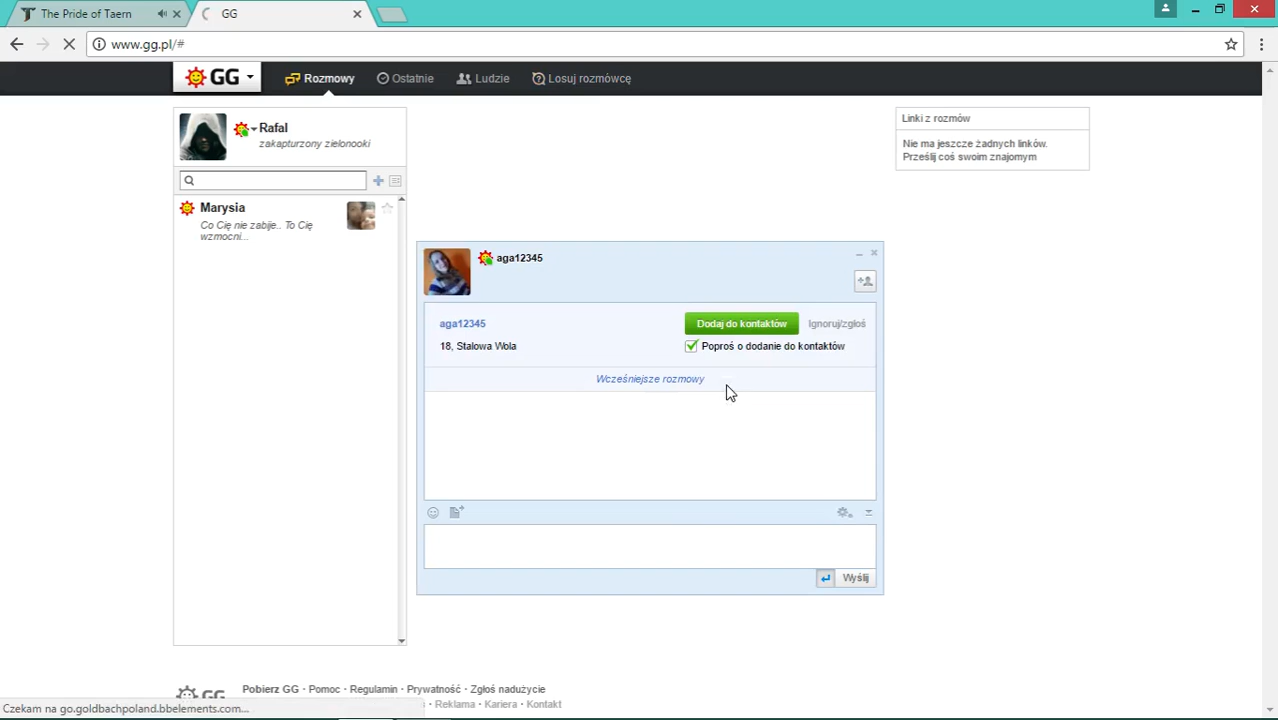 The Pride of Taern
GG
www.gg.pl/#
GG Rozmowy Ostatnie Ludzie Losuj rozmówcę
Rafal
zakapturzony zielonooki
Marysia
Co Cię nie zabije.. To Cię
wzmocni...
aga12345
aga12345
Dodaj do kontaktów Ignoruj/zgłoś
18, Stalowa Wola
Poproś o dodanie do kontaktów
Wcześniejsze rozmowy
Wyślij
Linki z rozmów
Nie ma jeszcze żadnych linków.
Prześlij coś swoim znajomym
GG
Pobierz GG · Pomoc · Regulamin · Prywatność · Zgłoś nadużycie
· Reklama · Kariera · Kontakt
Czekam na go.goldbachpoland.bbelements.com...